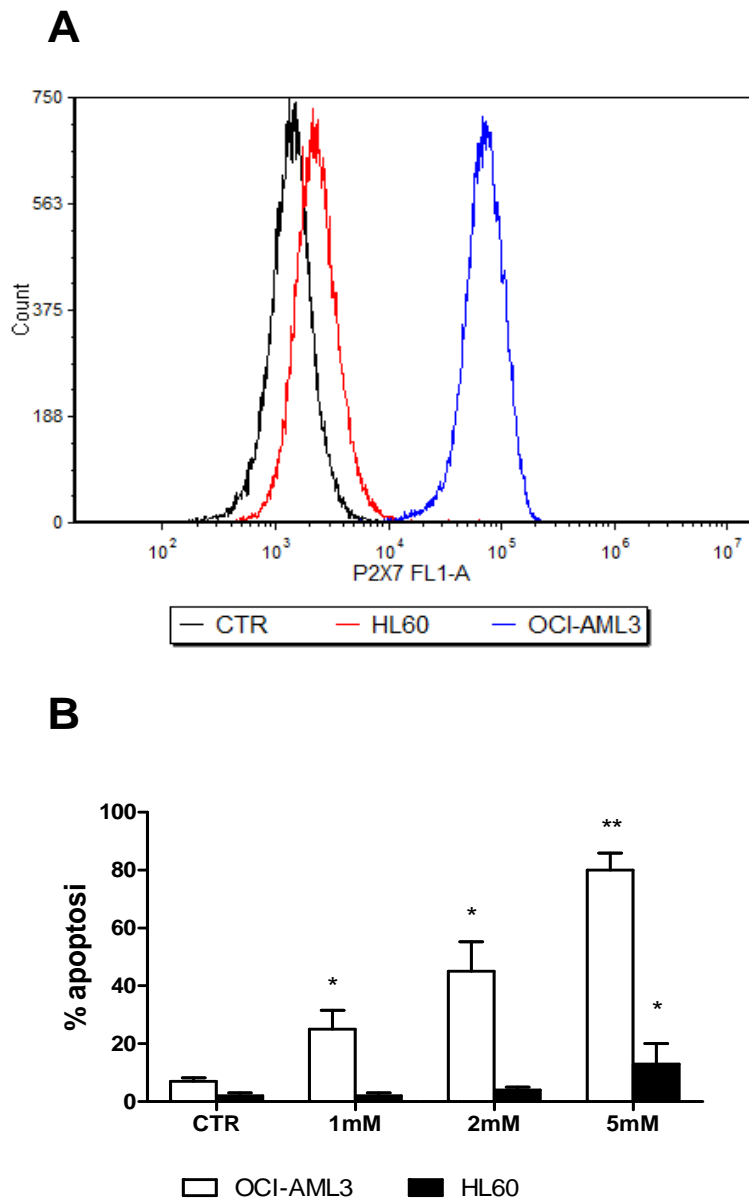 A
750
563
375
188
0
Count
10² 10³ 10⁴ 10⁵ 10⁶ 10⁷
P2X7 FL1-A
CTR HL60 OCI-AML3
B
100
80
60
40
20
0
% apoptosi
* * ** *
CTR 1mM 2mM 5mM
OCI-AML3 HL60